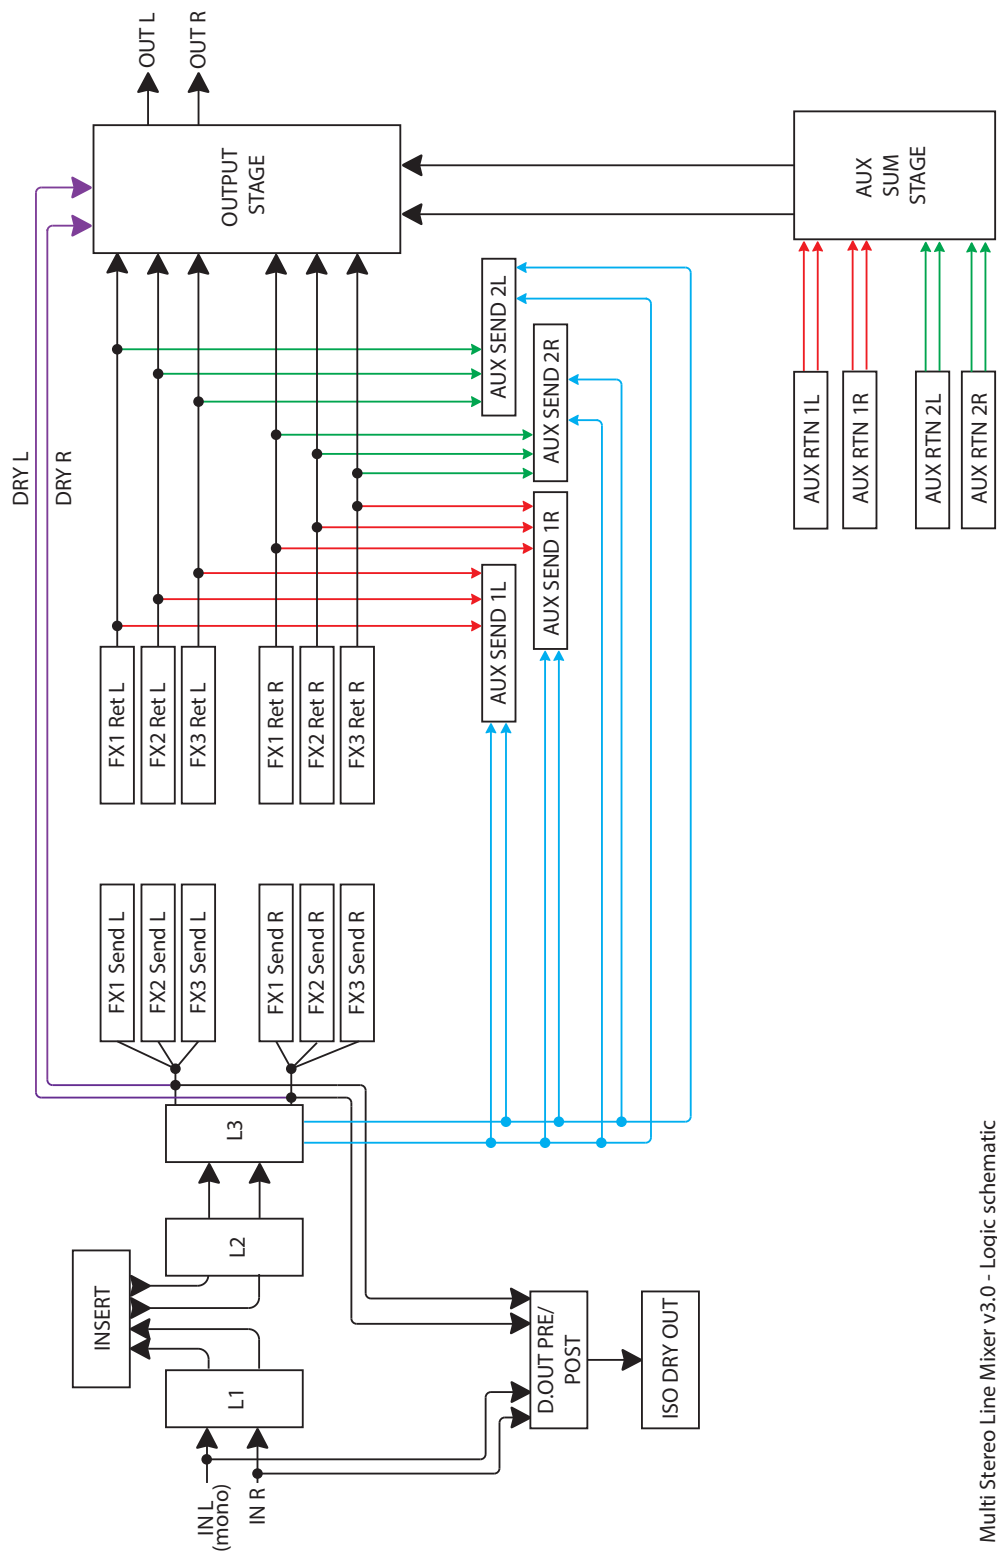 IN L
(mono)
IN R
L1
INSERT
L2
L3
D.OUT PRE/
POST
ISO DRY OUT
DRY L
DRY R
FX1 Send L
FX2 Send L
FX3 Send L
FX1 Send R
FX2 Send R
FX3 Send R
FX1 Ret L
FX2 Ret L
FX3 Ret L
FX1 Ret R
FX2 Ret R
FX3 Ret R
AUX SEND 1L
AUX SEND 1R
AUX SEND 2R
AUX SEND 2L
OUTPUT
STAGE
OUT L
OUT R
AUX RTN 1L
AUX RTN 1R
AUX RTN 2L
AUX RTN 2R
AUX
SUM
STAGE
Multi Stereo Line Mixer v3.0 - Logic schematic